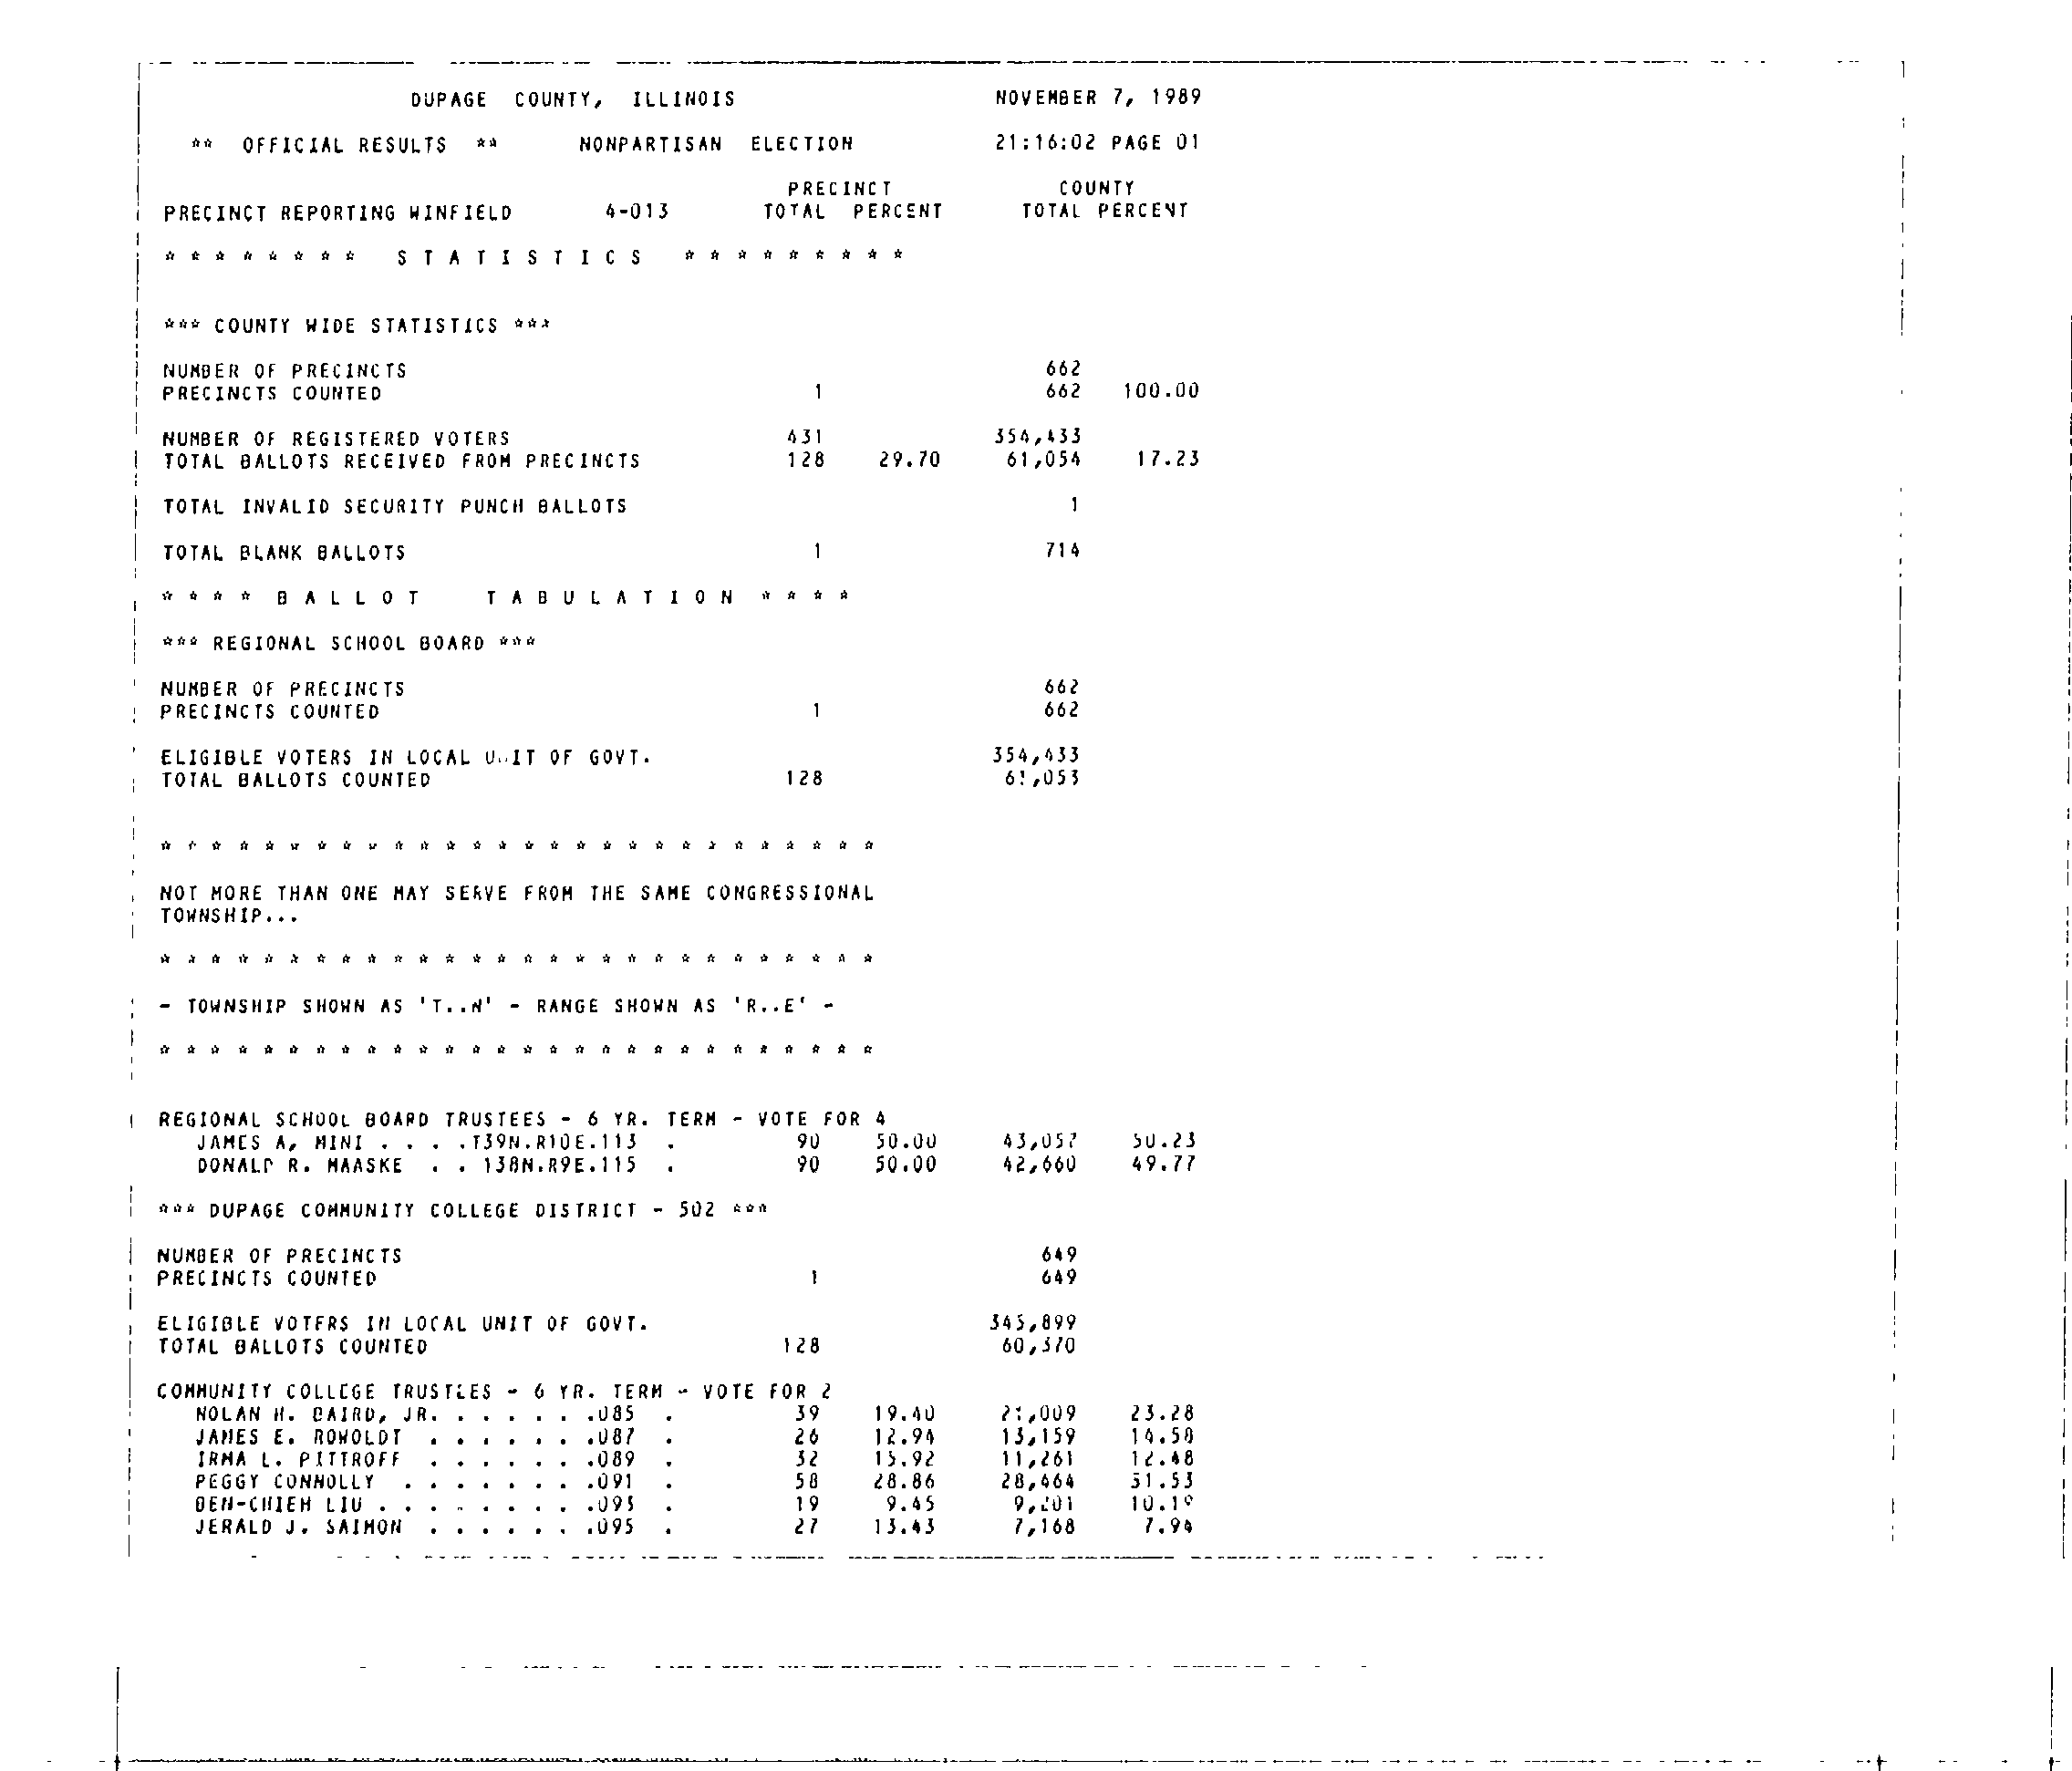 DUPAGE COUNTY, ILLINOIS NOVEMBER 7, 1989
** OFFICIAL RESULTS ** NONPARTISAN ELECTION 21:16:02 PAGE 01
PRECINCT COUNTY
PRECINCT REPORTING WINFIELD 4-013 TOTAL PERCENT TOTAL PERCENT
* * * * * * * * S T A T I S T I C S * * * * * * * * *
*** COUNTY WIDE STATISTICS ***
NUMBER OF PRECINCTS 662
PRECINCTS COUNTED 1 662 100.00
NUMBER OF REGISTERED VOTERS 431 354,433
TOTAL BALLOTS RECEIVED FROM PRECINCTS 128 29.70 61,054 17.23
TOTAL INVALID SECURITY PUNCH BALLOTS 1
TOTAL BLANK BALLOTS 1 714
* * * * B A L L O T T A B U L A T I O N * * * *
*** REGIONAL SCHOOL BOARD ***
NUMBER OF PRECINCTS 662
PRECINCTS COUNTED 1 662
ELIGIBLE VOTERS IN LOCAL UNIT OF GOVT. 354,433
TOTAL BALLOTS COUNTED 128 61,053
* * * * * * * * * * * * * * * * * * * * * * * * * * * *
NOT MORE THAN ONE MAY SERVE FROM THE SAME CONGRESSIONAL
TOWNSHIP...
* * * * * * * * * * * * * * * * * * * * * * * * * * * *
- TOWNSHIP SHOWN AS 'T..N' - RANGE SHOWN AS 'R..E' -
* * * * * * * * * * * * * * * * * * * * * * * * * * * *
REGIONAL SCHOOL BOARD TRUSTEES - 6 YR. TERM - VOTE FOR 4
JAMES A. MINI . . . .T39N.R10E.113 . 90 50.00 43,057 50.23
DONALD R. MAASKE . . T38N.R9E.115 . 90 50.00 42,660 49.77
*** DUPAGE COMMUNITY COLLEGE DISTRICT - 502 ***
NUMBER OF PRECINCTS 649
PRECINCTS COUNTED 1 649
ELIGIBLE VOTERS IN LOCAL UNIT OF GOVT. 345,899
TOTAL BALLOTS COUNTED 128 60,370
COMMUNITY COLLEGE TRUSTEES - 6 YR. TERM - VOTE FOR 2
NOLAN H. BAIRD, JR. . . . . . .085 . 39 19.40 21,009 23.28
JAMES E. ROWOLDT . . . . . . .087 . 26 12.94 13,159 14.58
IRMA L. PITTROFF . . . . . . .089 . 32 15.92 11,261 12.48
PEGGY CONNOLLY . . . . . . . .091 . 58 28.86 28,464 31.53
BEN-CHIEH LIU . . . . . . . . .093 . 19 9.45 9,201 10.19
JERALD J. SAIMON . . . . . . .095 . 27 13.43 7,168 7.94